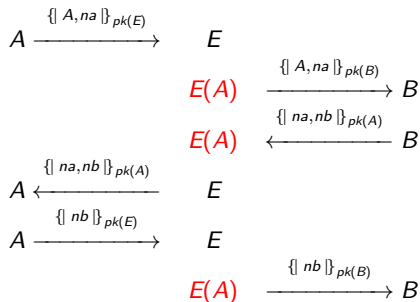 {| A,na |}pk(E)
A → E
{| A,na |}pk(B)
E(A) → B
{| na,nb |}pk(A)
E(A) ← B
{| na,nb |}pk(A)
A ← E
{| nb |}pk(E)
A → E
{| nb |}pk(B)
E(A) → B